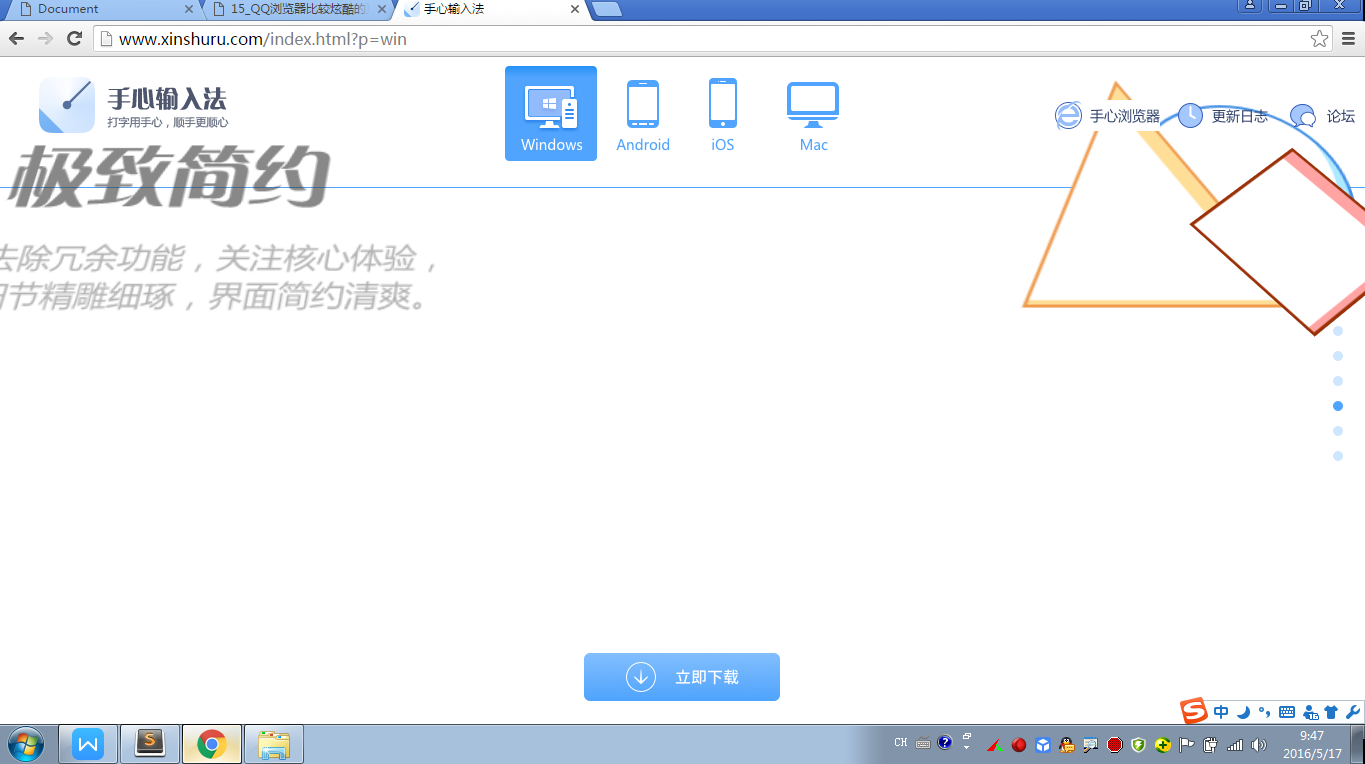 Document
15_QQ浏览器比较炫酷的
手心输入法
www.xinshuru.com/index.html?p=win
手心输入法
打字用手心，顺手更顺心
Windows
Android
iOS
Mac
手心浏览器
更新日志
论坛
极致简约
去除冗余功能，关注核心体验，
细节精雕细琢，界面简约清爽。
立即下载
中
CH
9:47
2016/5/17